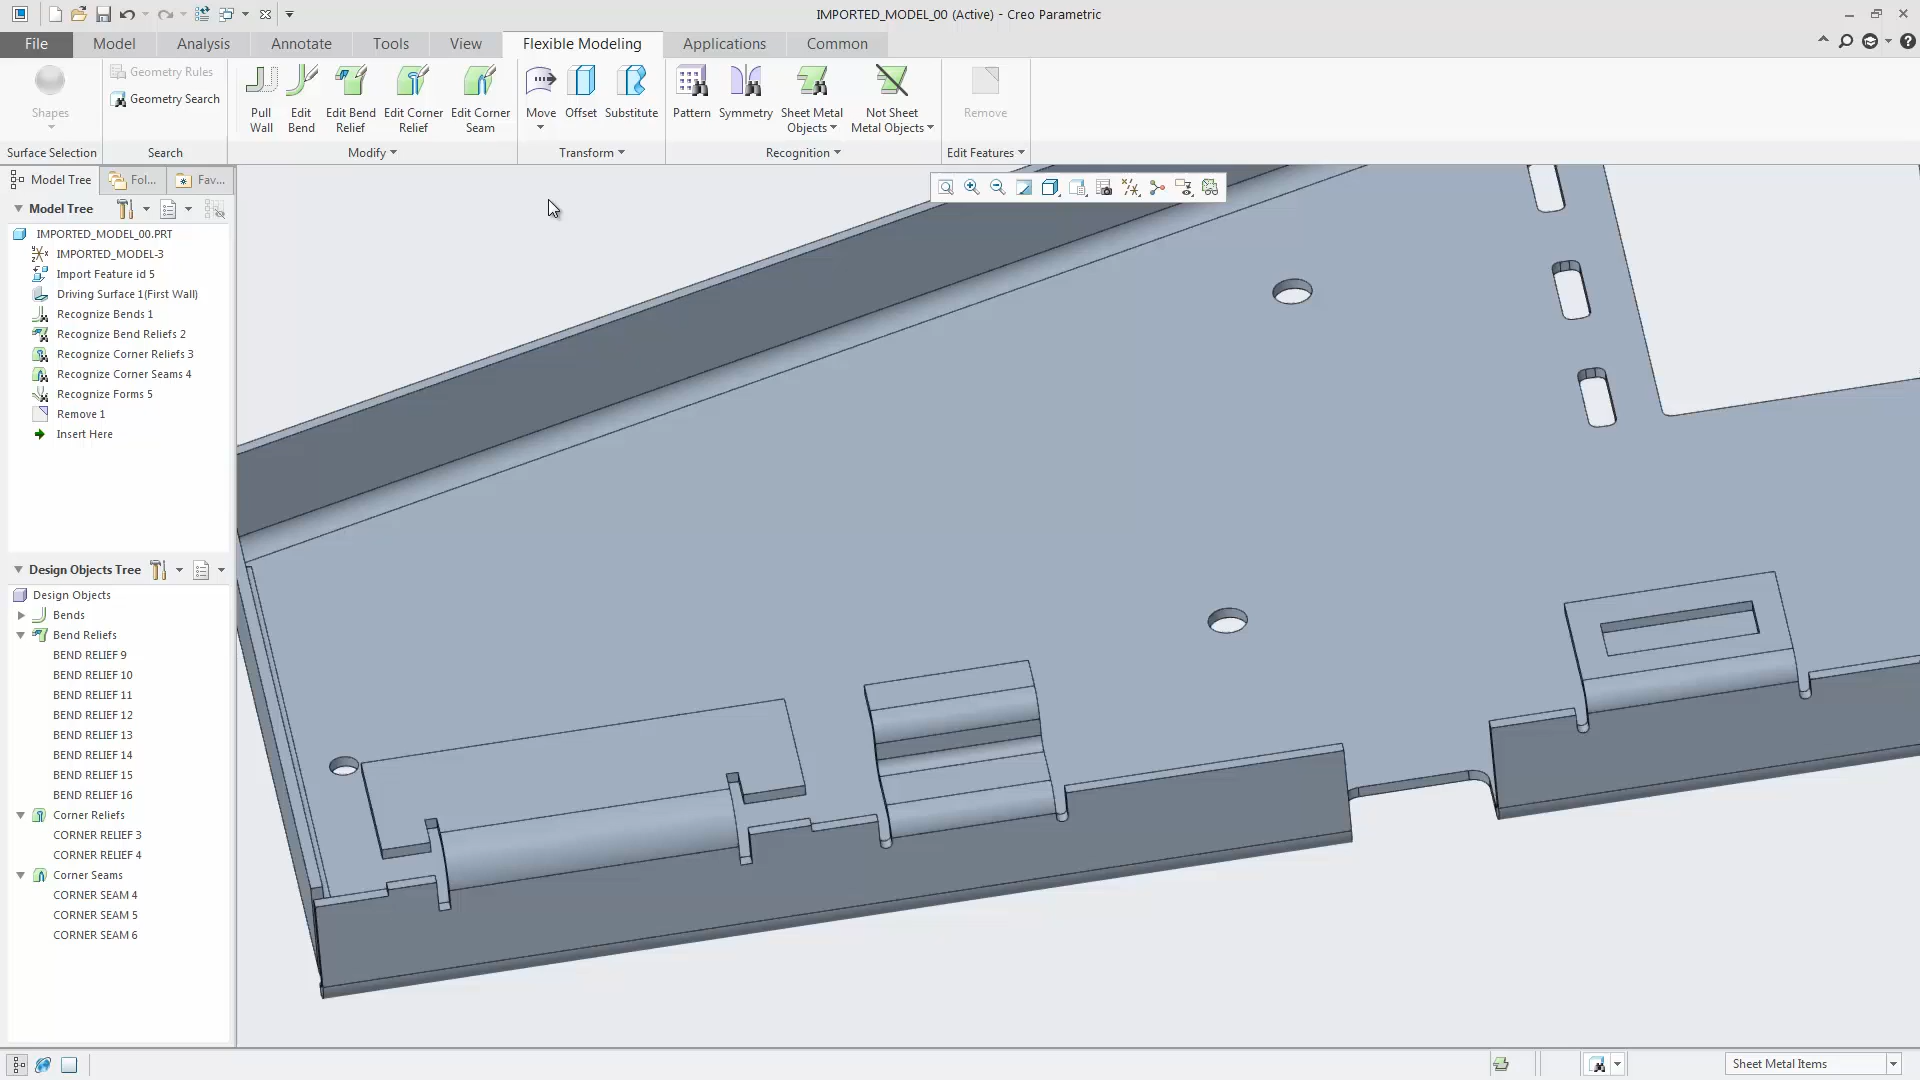 IMPORTED_MODEL_00 (Active) - Creo Parametric
File Model Analysis Annotate Tools View Flexible Modeling Applications Common
Shapes
Surface Selection
Geometry Rules
Geometry Search
Search
Pull Wall
Edit Bend
Edit Bend Relief
Edit Corner Relief
Edit Corner Seam
Modify
Move
Offset
Substitute
Transform
Pattern
Symmetry
Sheet Metal Objects
Not Sheet Metal Objects
Recognition
Remove
Edit Features
Model Tree Fol... Fav...
Model Tree
IMPORTED_MODEL_00.PRT
IMPORTED_MODEL-3
Import Feature id 5
Driving Surface 1(First Wall)
Recognize Bends 1
Recognize Bend Reliefs 2
Recognize Corner Reliefs 3
Recognize Corner Seams 4
Recognize Forms 5
Remove 1
Insert Here
Design Objects Tree
Design Objects
Bends
Bend Reliefs
BEND RELIEF 9
BEND RELIEF 10
BEND RELIEF 11
BEND RELIEF 12
BEND RELIEF 13
BEND RELIEF 14
BEND RELIEF 15
BEND RELIEF 16
Corner Reliefs
CORNER RELIEF 3
CORNER RELIEF 4
Corner Seams
CORNER SEAM 4
CORNER SEAM 5
CORNER SEAM 6
Sheet Metal Items